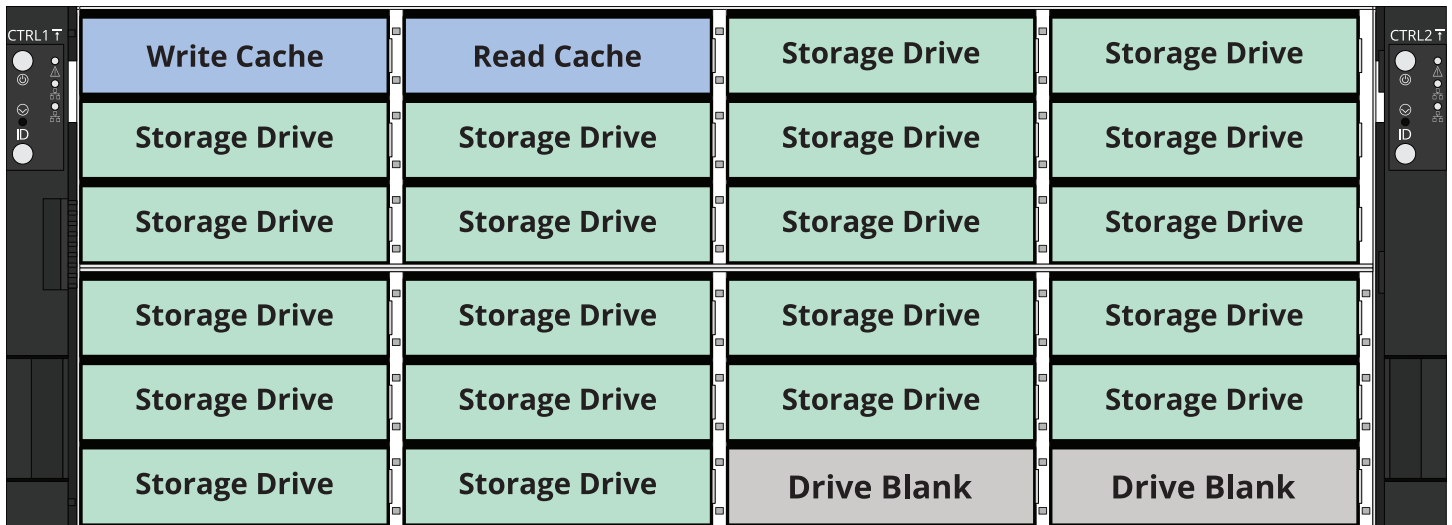 CTRL1
Write Cache Read Cache Storage Drive Storage Drive
CTRL2
ID
Storage Drive Storage Drive Storage Drive Storage Drive
ID
Storage Drive Storage Drive Storage Drive Storage Drive
Storage Drive Storage Drive Storage Drive Storage Drive
Storage Drive Storage Drive Storage Drive Storage Drive
Storage Drive Storage Drive Drive Blank Drive Blank